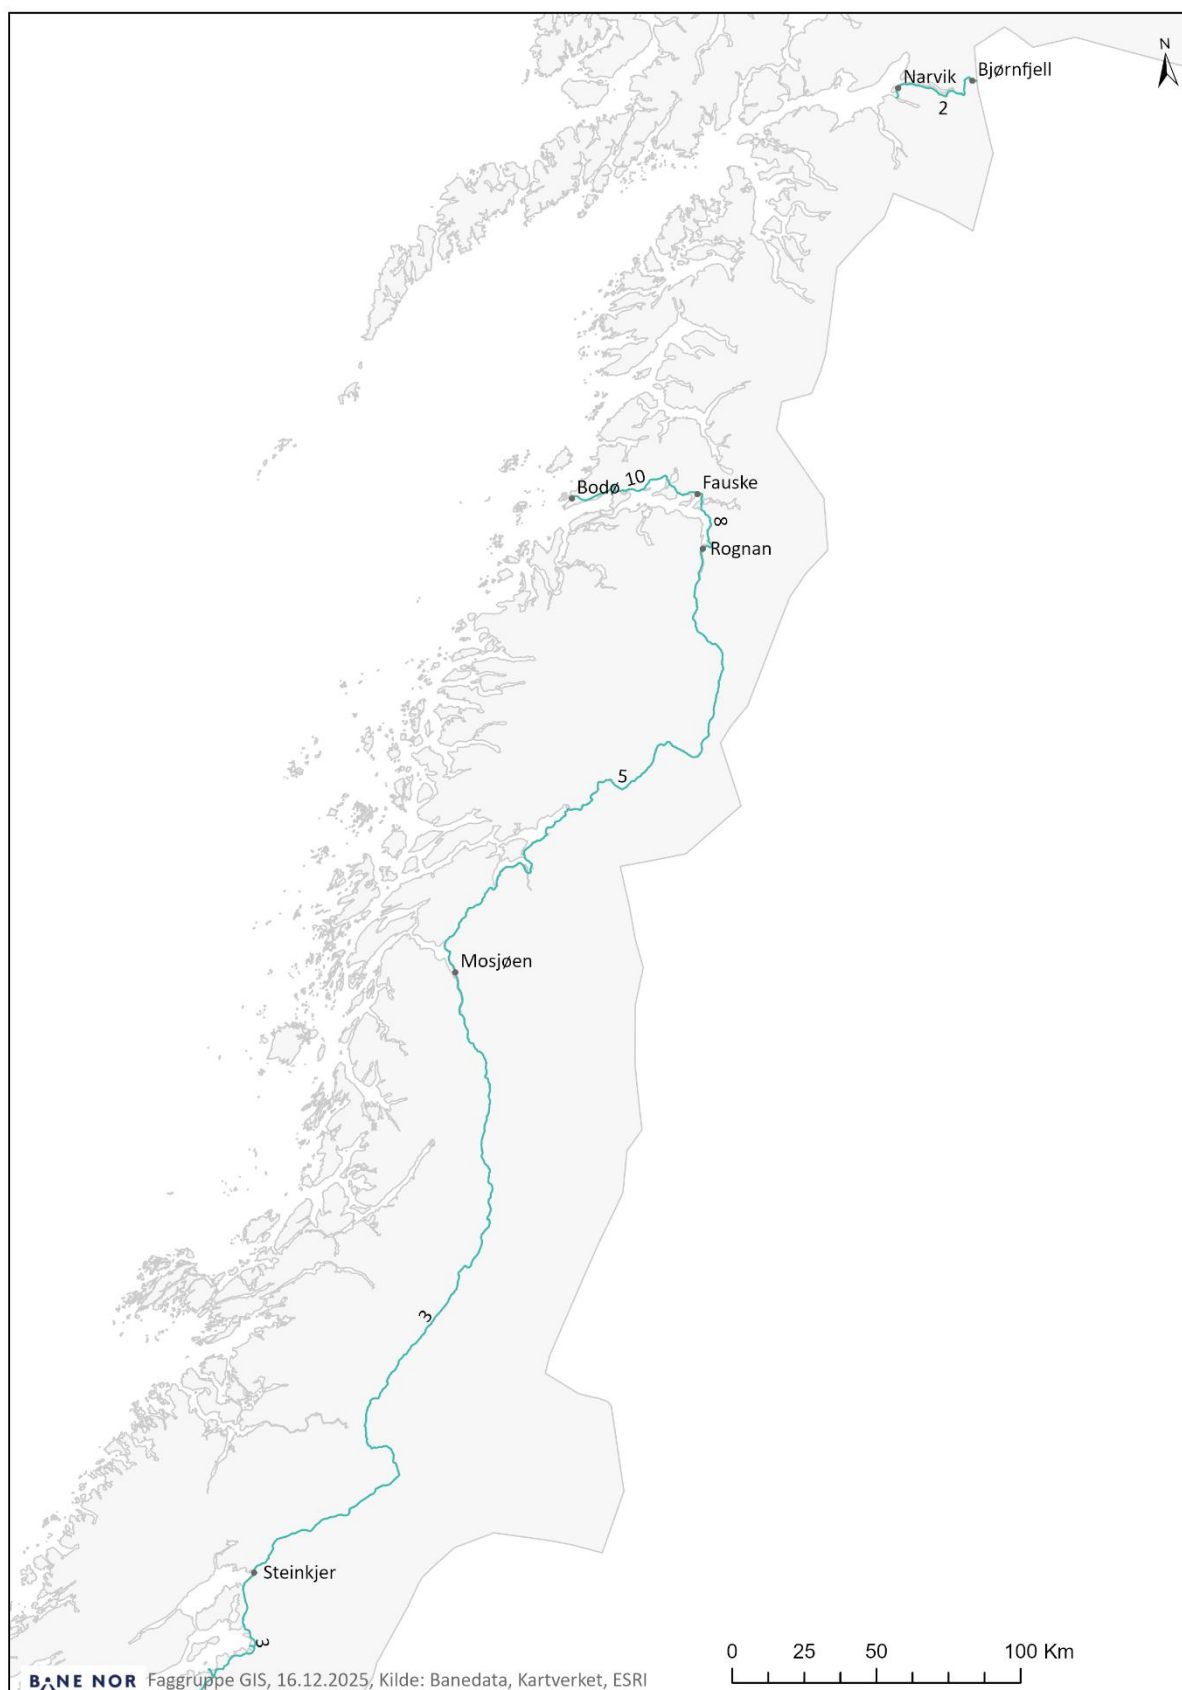 N
Narvik
Bjørnfjell
2
Bodø
10
Fauske
8
Rognan
5
Mosjøen
3
Steinkjer
3
0 25 50 100 Km
BANE NOR Faggruppe GIS, 16.12.2025, Kilde: Banedata, Kartverket, ESRI